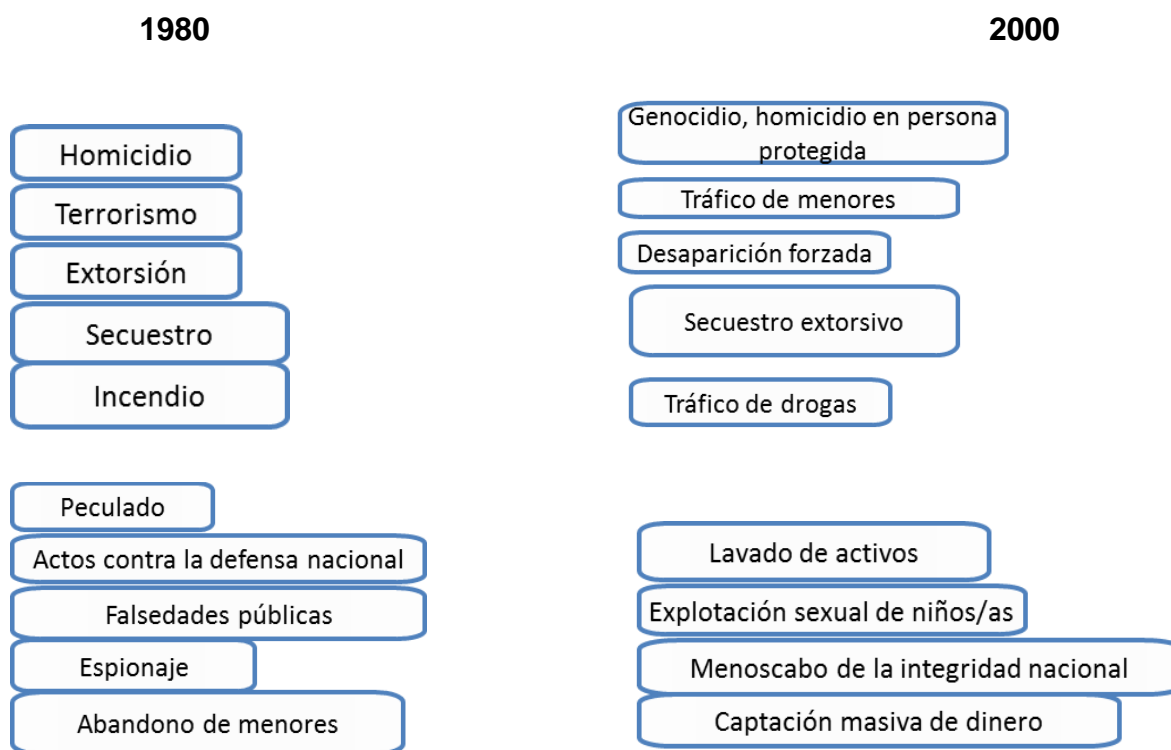 1980
2000
Homicidio
Terrorismo
Extorsión
Secuestro
Incendio
Peculado
Actos contra la defensa nacional
Falsedades públicas
Espionaje
Abandono de menores
Genocidio, homicidio en persona
protegida
Tráfico de menores
Desaparición forzada
Secuestro extorsivo
Tráfico de drogas
Lavado de activos
Explotación sexual de niños/as
Menoscabo de la integridad nacional
Captación masiva de dinero